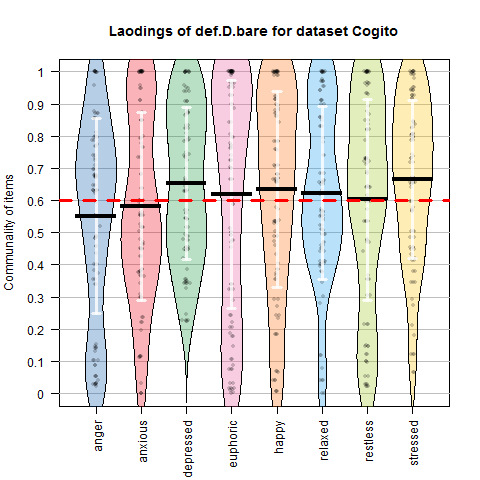 Laodings of def.D.bare for dataset Cogito
Communality of items
1
0.9
0.8
0.7
0.6
0.5
0.4
0.3
0.2
0.1
0
anger
anxious
depressed
euphoric
happy
relaxed
restless
stressed